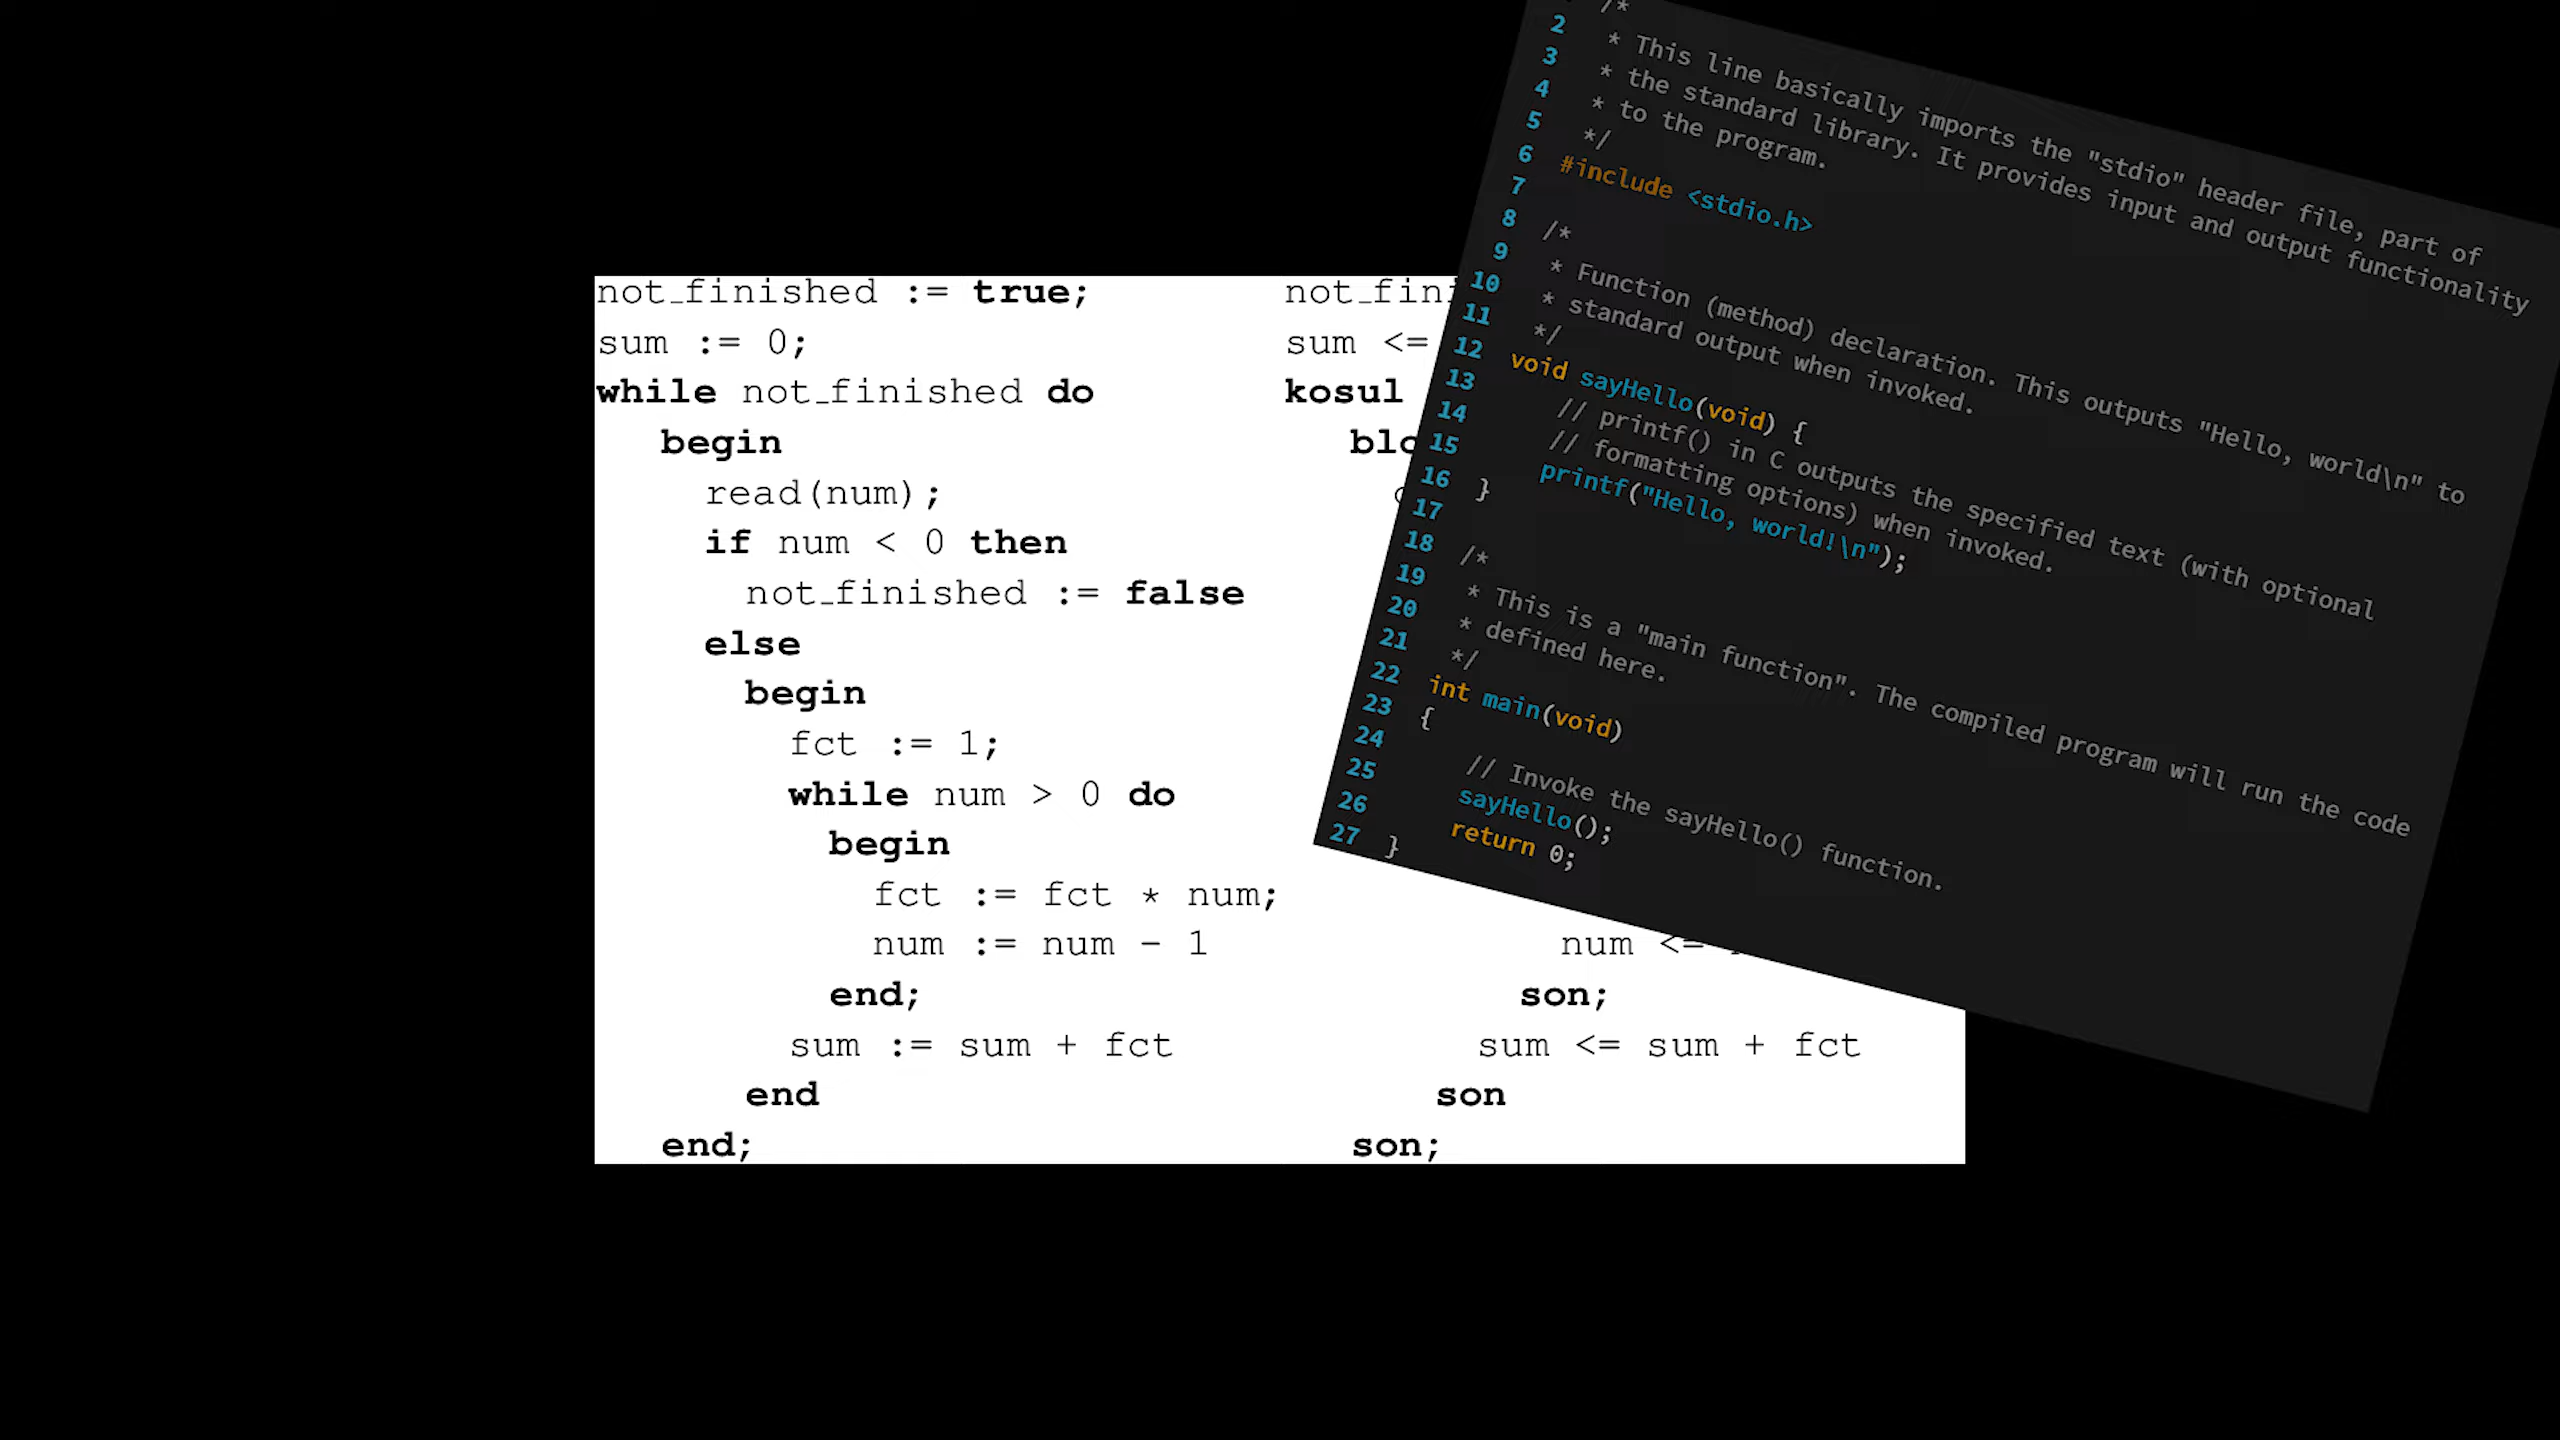 not_finished := true;
sum := 0;
while not_finished do
begin
read(num);
if num < 0 then
not_finished := false
else
begin
fct := 1;
while num > 0 do
begin
fct := fct * num;
num := num - 1
end;
sum := sum + fct
end
end;
not_fini
sum <=
kosul
blo
num <=
son;
sum <= sum + fct
son
son;
/*
2 * This line basically imports the "stdio" header file, part of
3 * the standard library. It provides input and output functionality
4 * to the program.
5 */
6 #include <stdio.h>
7
8 /*
9 * Function (method) declaration. This outputs "Hello, world\n" to
10 * standard output when invoked.
11 */
12 void sayHello(void) {
13 // printf() in C outputs the specified text (with optional
14 // formatting options) when invoked.
15 printf("Hello, world!\n");
16 }
17
18 /*
19 * This is a "main function". The compiled program will run the code
20 * defined here.
21 */
22 int main(void)
23 {
24 // Invoke the sayHello() function.
25 sayHello();
26 return 0;
27 }